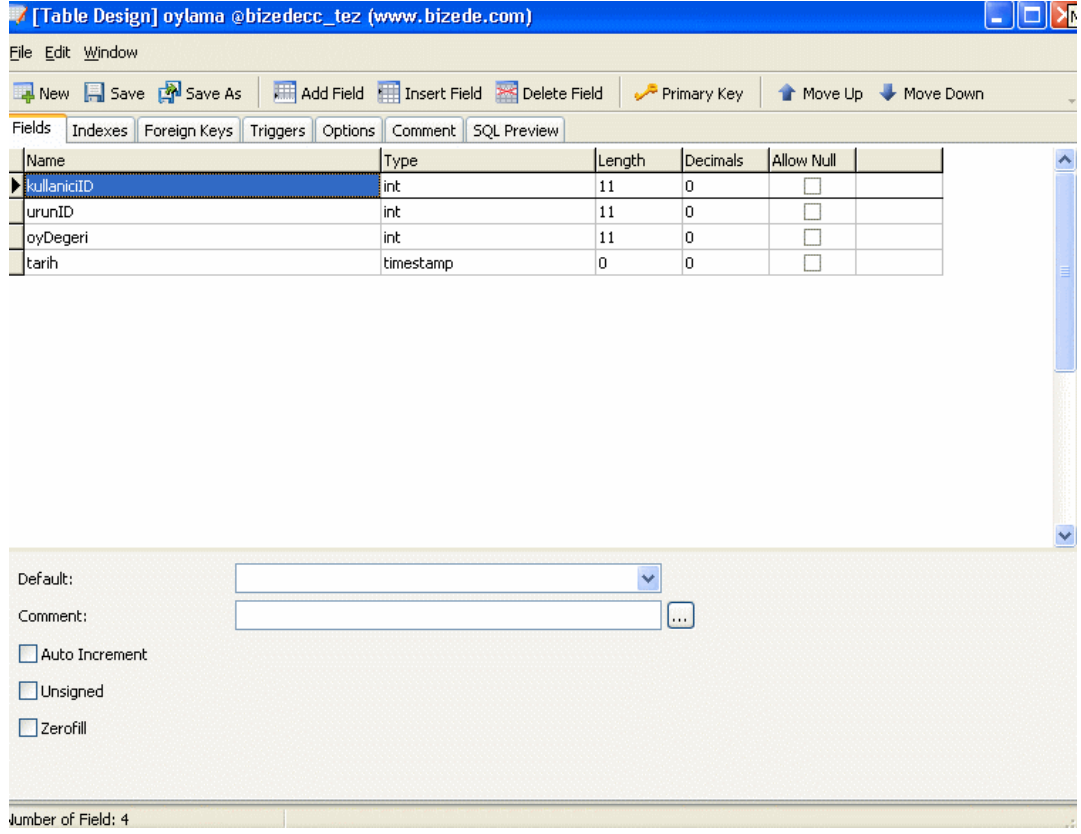 [Table Design] oylama @bizedecc_tez (www.bizede.com)
File Edit Window
New Save Save As Add Field Insert Field Delete Field Primary Key Move Up Move Down
Fields Indexes Foreign Keys Triggers Options Comment SQL Preview
Name Type Length Decimals Allow Null
kullaniciID int 11 0
urunID int 11 0
oyDegeri int 11 0
tarih timestamp 0 0
Default:
Comment:
...
Auto Increment
Unsigned
Zerofill
Number of Field: 4